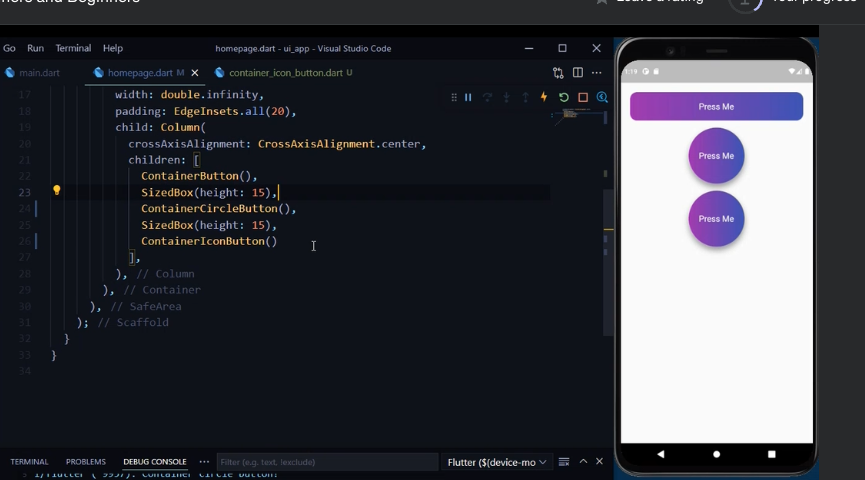 ners and Beginners
Leave a rating
Your progress
Go Run Terminal Help
homepage.dart - ui_app - Visual Studio Code
main.dart
homepage.dart M
container_icon_button.dart U
17 width: double.infinity,
18 padding: EdgeInsets.all(20),
19 child: Column(
20 crossAxisAlignment: CrossAxisAlignment.center,
21 children: [
22 ContainerButton(),
23 SizedBox(height: 15),
24 ContainerCircleButton(),
25 SizedBox(height: 15),
26 ContainerIconButton()
27 ],
28 ), // Column
29 ), // Container
30 ), // SafeArea
31 ); // Scaffold
32 }
33 }
34
TERMINAL PROBLEMS DEBUG CONSOLE ··· Filter (e.g. text, !exclude) Flutter ($(device-mo
I/flutter ( 9957): Container Circle Button!
1:19
Press Me
Press Me
Press Me